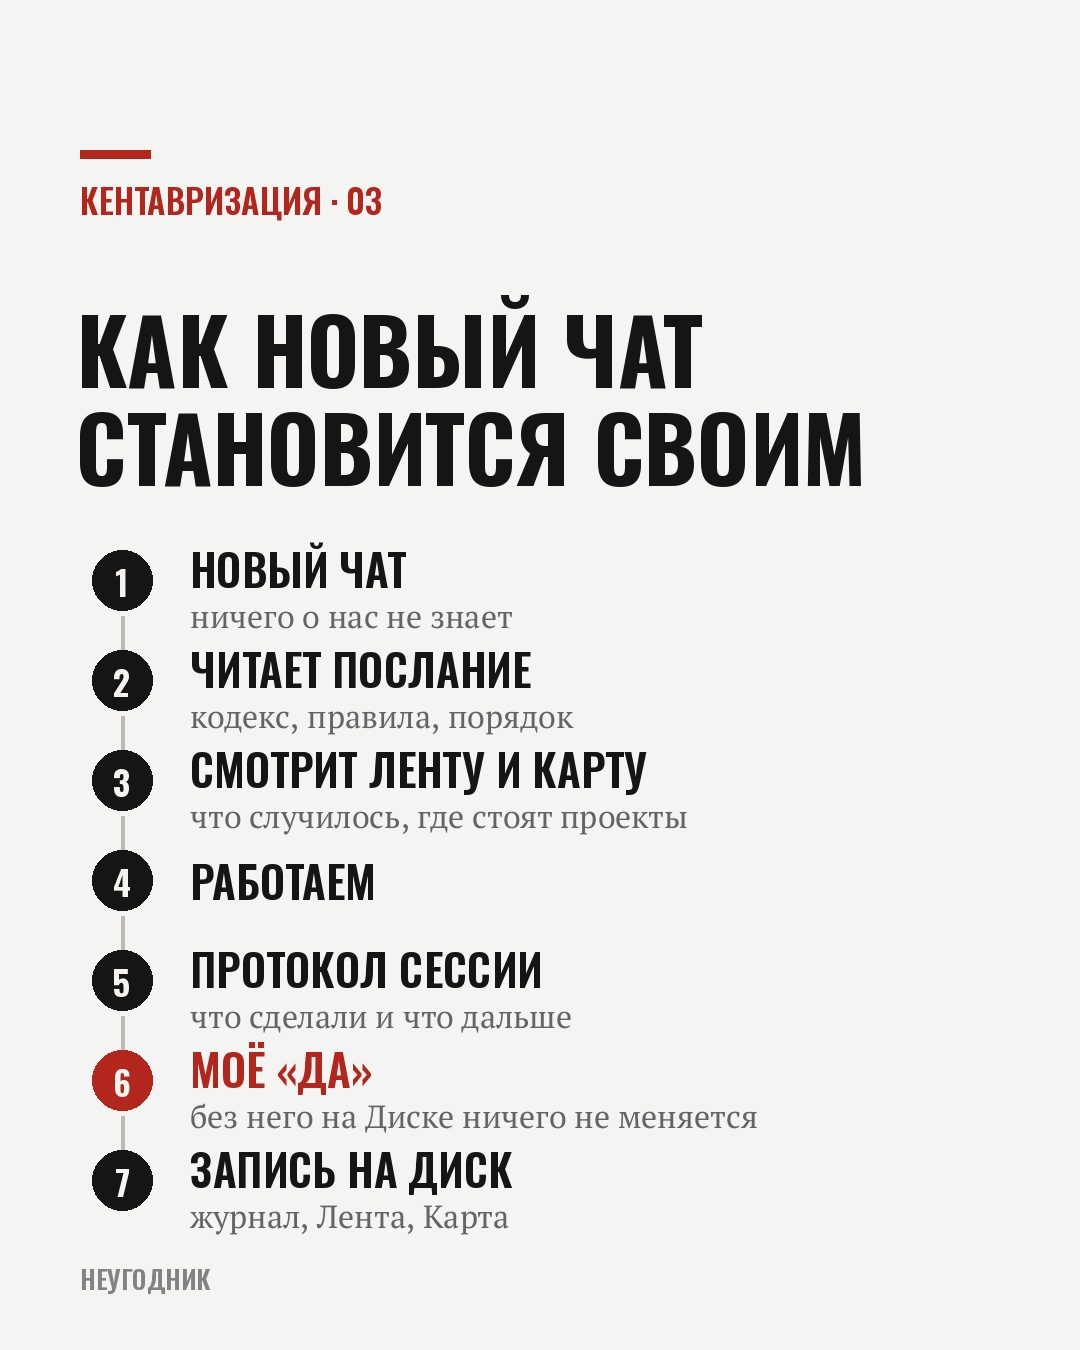 КЕНТАВРИЗАЦИЯ · 03
КАК НОВЫЙ ЧАТ
СТАНОВИТСЯ СВОИМ
1 НОВЫЙ ЧАТ
ничего о нас не знает
2 ЧИТАЕТ ПОСЛАНИЕ
кодекс, правила, порядок
3 СМОТРИТ ЛЕНТУ И КАРТУ
что случилось, где стоят проекты
4 РАБОТАЕМ
5 ПРОТОКОЛ СЕССИИ
что сделали и что дальше
6 МОЁ «ДА»
без него на Диске ничего не меняется
7 ЗАПИСЬ НА ДИСК
журнал, Лента, Карта
НЕУГОДНИК